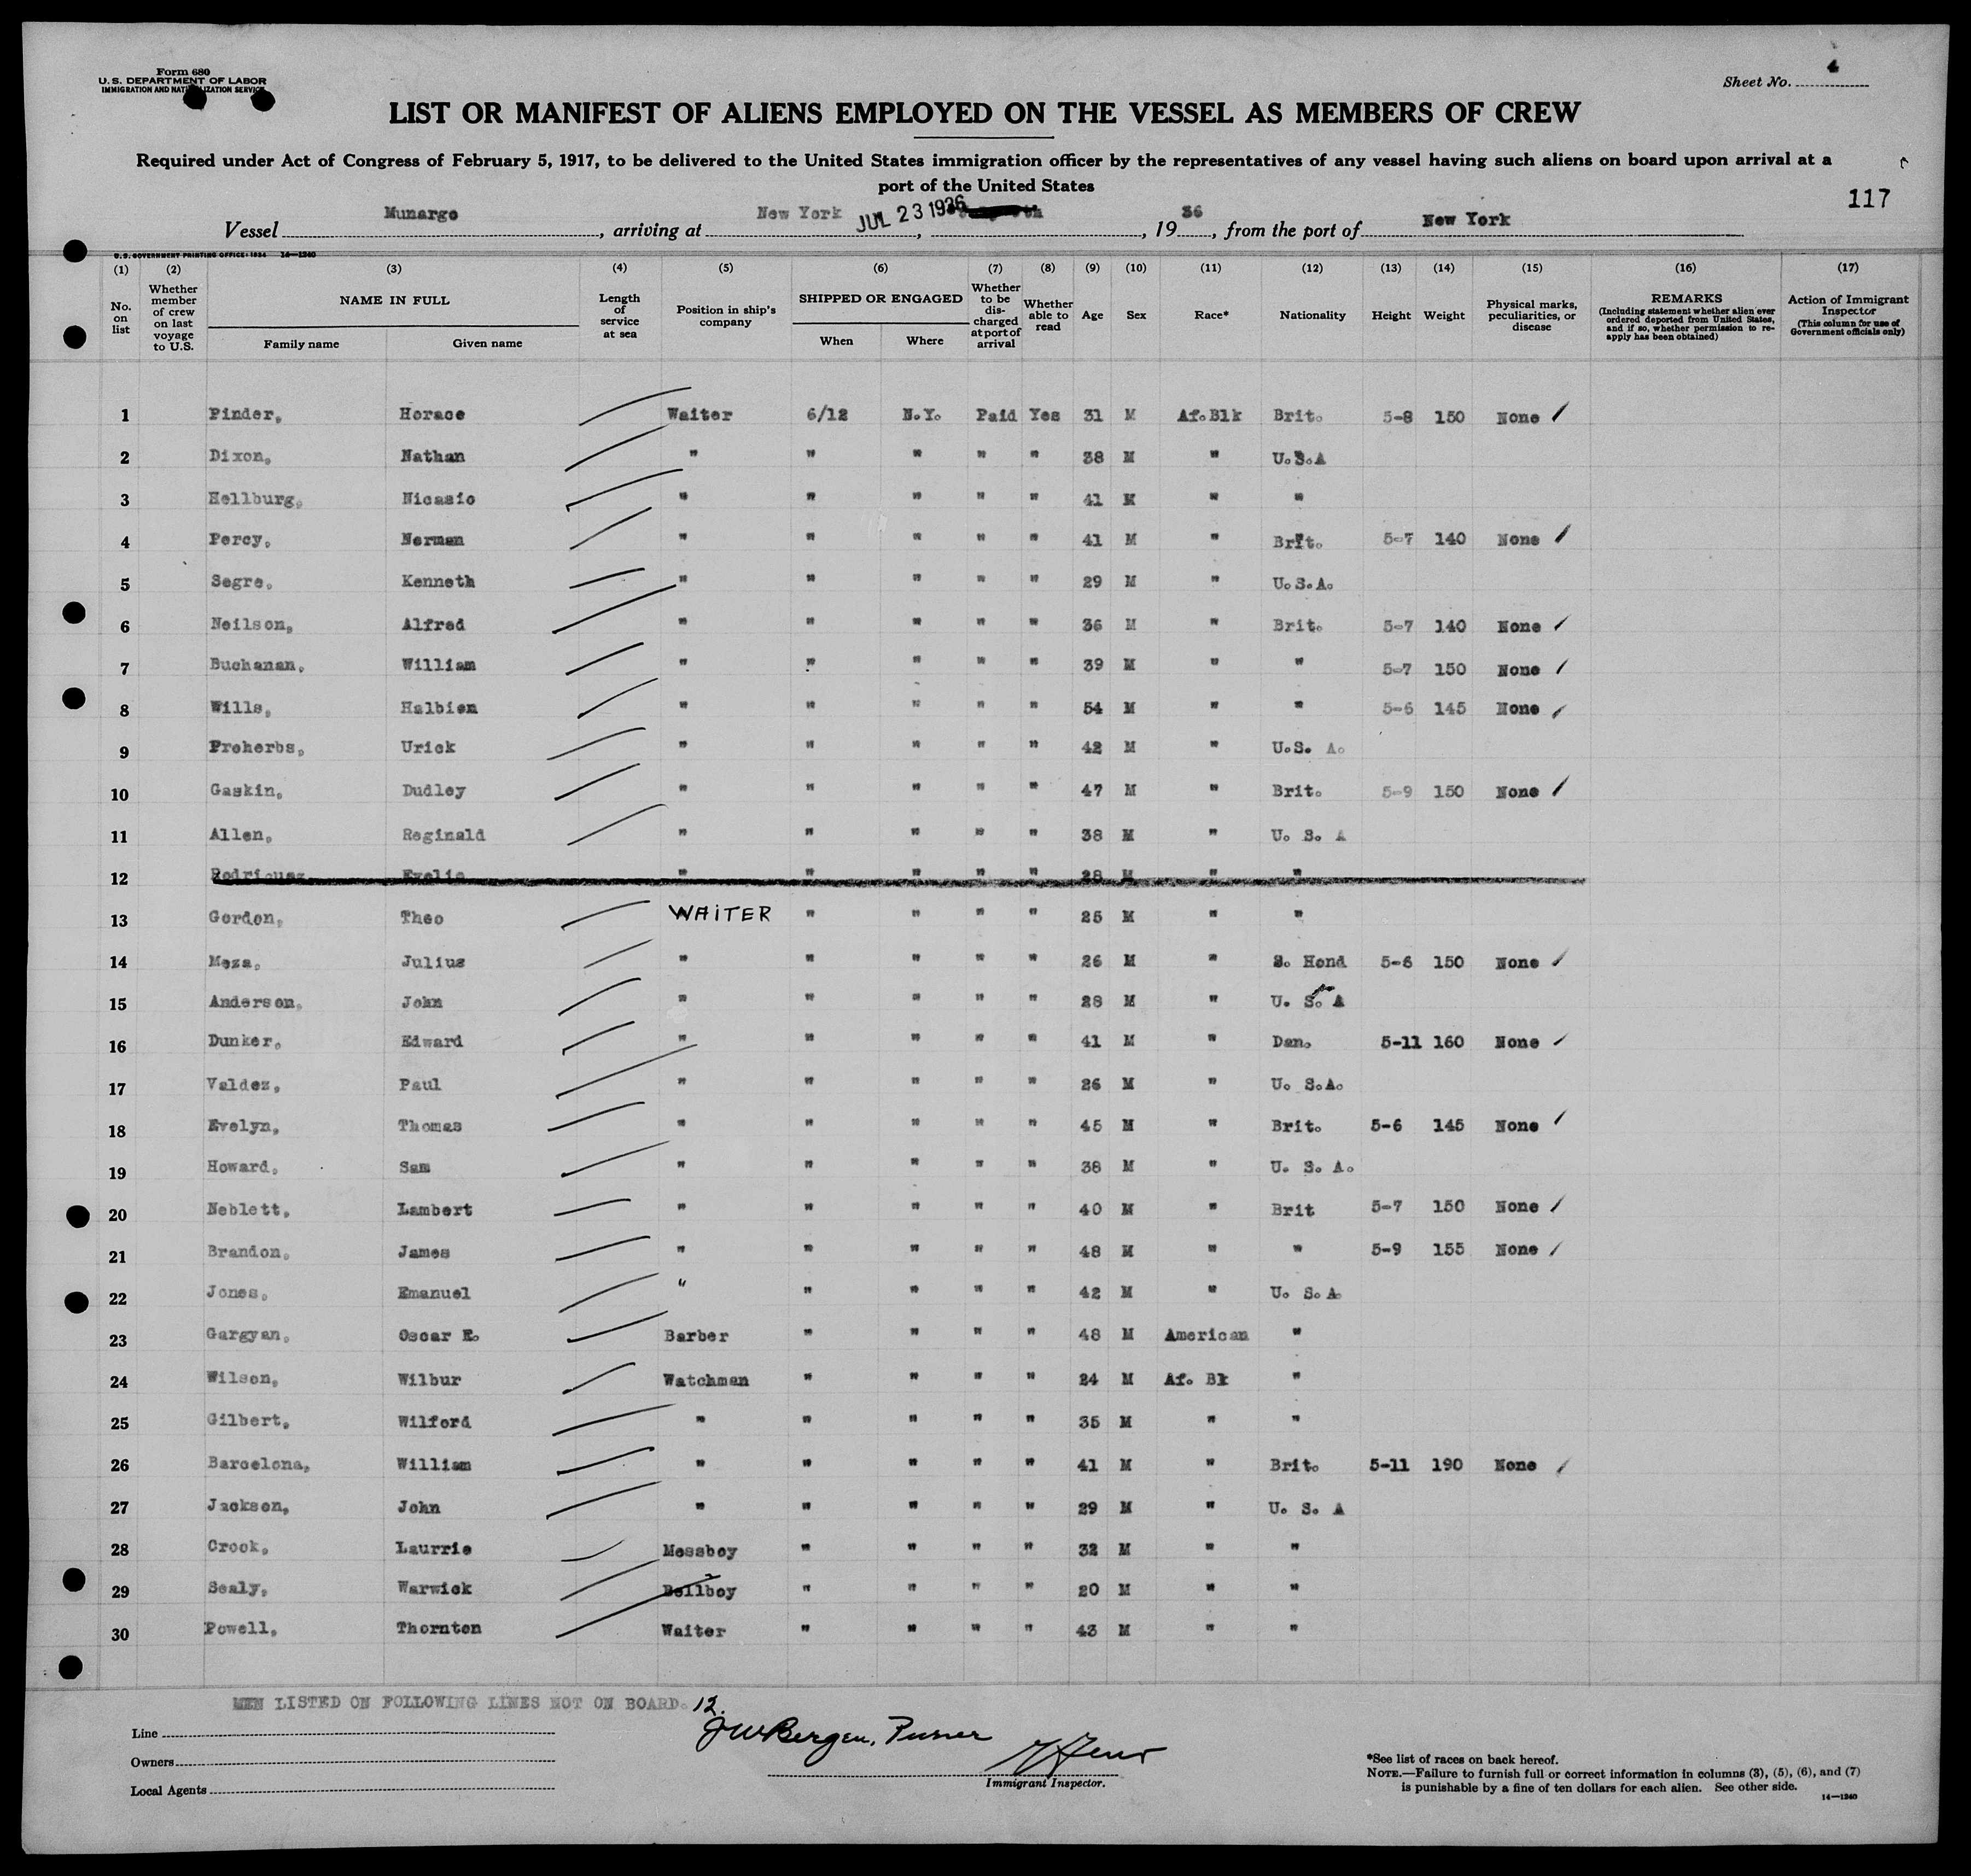 Form 680
U. S. DEPARTMENT OF LABOR
IMMIGRATION AND NATURALIZATION SERVICE
Sheet No. 4
LIST OR MANIFEST OF ALIENS EMPLOYED ON THE VESSEL AS MEMBERS OF CREW
Required under Act of Congress of February 5, 1917, to be delivered to the United States immigration officer by the representatives of any vessel having such aliens on board upon arrival at a
port of the United States
117
Vessel Munargo, arriving at New York JUL 23 1936, 1936, from the port of New York
U. S. GOVERNMENT PRINTING OFFICE: 1934 14—1240
(1) (2) (3) (4) (5) (6) (7) (8) (9) (10) (11) (12) (13) (14) (15) (16) (17)
No. on list
Whether member of crew on last voyage to U.S.
NAME IN FULL
Family name Given name
Length of service at sea
Position in ship's company
SHIPPED OR ENGAGED
When Where
Whether to be discharged at port of arrival
Whether able to read
Age
Sex
Race*
Nationality
Height
Weight
Physical marks, peculiarities, or disease
REMARKS
(Including statement whether alien ever ordered deported from United States, and if so, whether permission to re-apply has been obtained)
Action of Immigrant Inspector
(This column for use of Government officials only)
1 Pinder, Horace Waiter 6/12 N.Y. Paid Yes 31 M Af.Blk Brit. 5-8 150 None
2 Dixon, Nathan " " " " " 38 M " U.S.A
3 Hellburg, Nicasio " " " " " 41 M " "
4 Percy, Norman " " " " " 41 M " Brit. 5-7 140 None
5 Segre, Kenneth " " " " " 29 M " U.S.A.
6 Neilson, Alfred " " " " " 36 M " Brit. 5-7 140 None
7 Buchanan, William " " " " " 39 M " " 5-7 150 None
8 Wills, Halbien " " " " " 54 M " " 5-6 145 None
9 Proherbs, Urick " " " " " 42 M " U.S. A.
10 Gaskin, Dudley " " " " " 47 M " Brit. 5-9 150 None
11 Allen, Reginald " " " " " 38 M " U. S. A
12 Rodriguez Evelio " " " " " 28 M " "
13 Gordon, Theo WAITER " " " " 25 M " "
14 Meza, Julius " " " " " 26 M " S. Hond 5-6 150 None
15 Anderson, John " " " " " 28 M " U. S. A
16 Dunker, Edward " " " " " 41 M " Dan. 5-11 160 None
17 Valdez, Paul " " " " " 26 M " U. S.A.
18 Evelyn, Thomas " " " " " 45 M " Brit. 5-6 145 None
19 Howard, Sam " " " " " 38 M " U. S. A.
20 Neblett, Lambert " " " " " 40 M " Brit 5-7 150 None
21 Brandon, James " " " " " 48 M " " 5-9 155 None
22 Jones, Emanuel " " " " " 42 M " U. S.A.
23 Gargyan, Oscar E. Barber " " " " 48 M American "
24 Wilson, Wilbur Watchman " " " " 24 M Af. Bk "
25 Gilbert, Wilford " " " " " 35 M " "
26 Barcelona, William " " " " " 41 M " Brit. 5-11 190 None
27 Jackson, John " " " " " 29 M " U. S. A
28 Crook, Laurrie Messboy " " " " 32 M " "
29 Sealy, Warwick Bellboy " " " " 20 M " "
30 Powell, Thornton Waiter " " " " 43 M " "
MEN LISTED ON FOLLOWING LINES NOT ON BOARD. 12.
Line
Owners
Local Agents
JW Bergen, Purser
Immigrant Inspector.
*See list of races on back hereof.
NOTE.—Failure to furnish full or correct information in columns (3), (5), (6), and (7)
is punishable by a fine of ten dollars for each alien. See other side.
14—1240